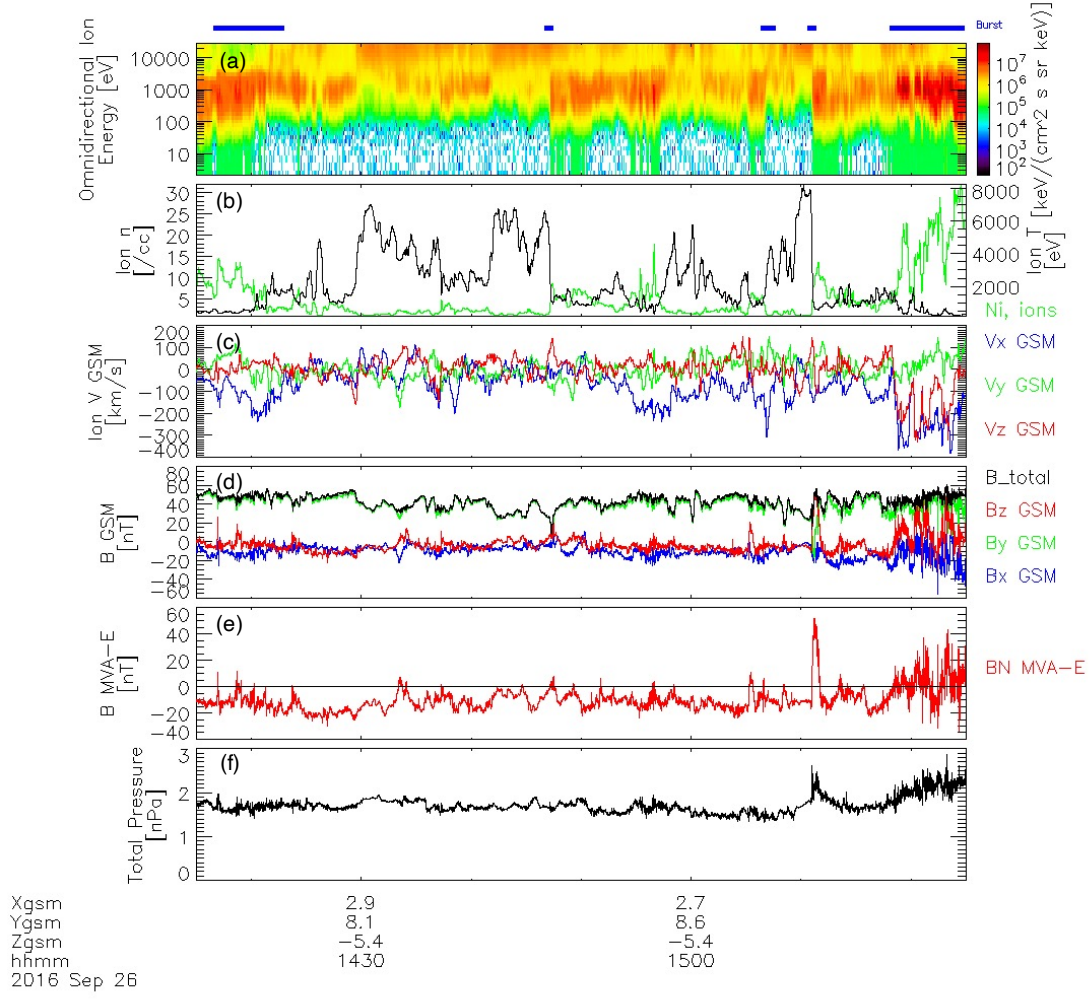 Burst
(a)
Omnidirectional Ion
Energy [eV]
10000
1000
100
10
10^7
10^6
10^5
10^4
10^3
10^2
[keV/(cm^2 s sr keV)]
(b)
Ion n
[/cc]
30
25
20
15
10
5
8000
6000
4000
2000
Ion T
[eV]
Ni, ions
(c)
Ion V GSM
[km/s]
200
100
0
-100
-200
-300
-400
Vx GSM
Vy GSM
Vz GSM
(d)
B GSM
[nT]
80
60
40
20
0
-20
-40
-60
B_total
Bz GSM
By GSM
Bx GSM
(e)
B MVA-E
[nT]
60
40
20
0
-20
-40
BN MVA-E
(f)
Total Pressure
[nPa]
3
2
1
0
Xgsm 2.9 2.7
Ygsm 8.1 8.6
Zgsm -5.4 -5.4
hhmm 1430 1500
2016 Sep 26